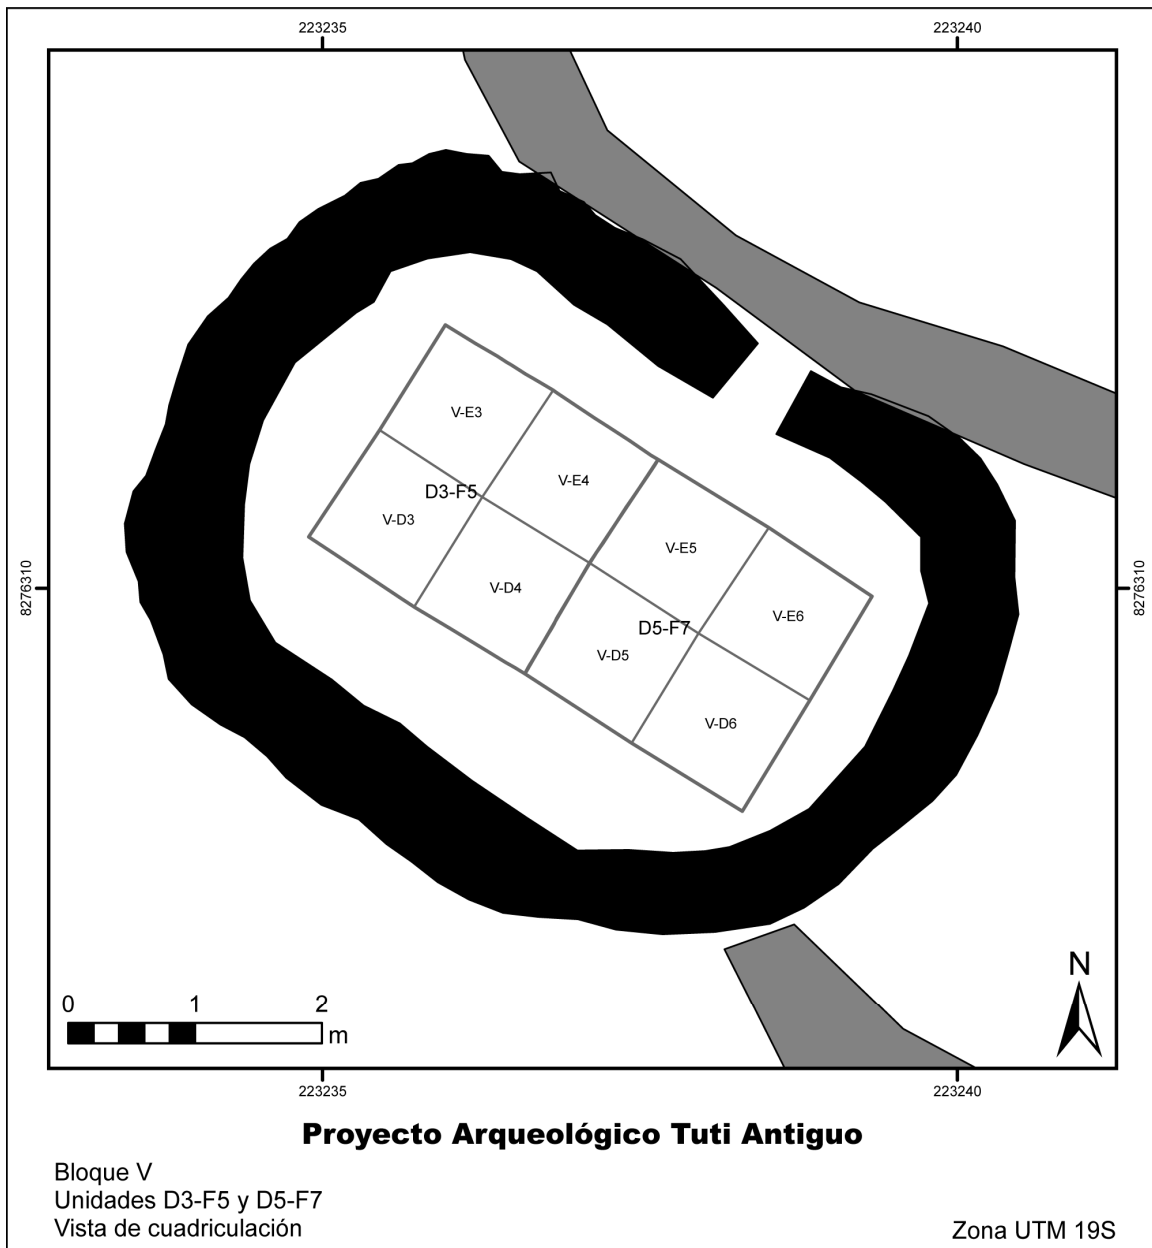 223235
223240
V-E3
V-E4
D3-F5
V-D3
V-E5
V-D4
V-E6
D5-F7
V-D5
V-D6
8276310
8276310
N
0 1 2
m
223235
223240
Proyecto Arqueológico Tuti Antiguo
Bloque V
Unidades D3-F5 y D5-F7
Vista de cuadriculación
Zona UTM 19S